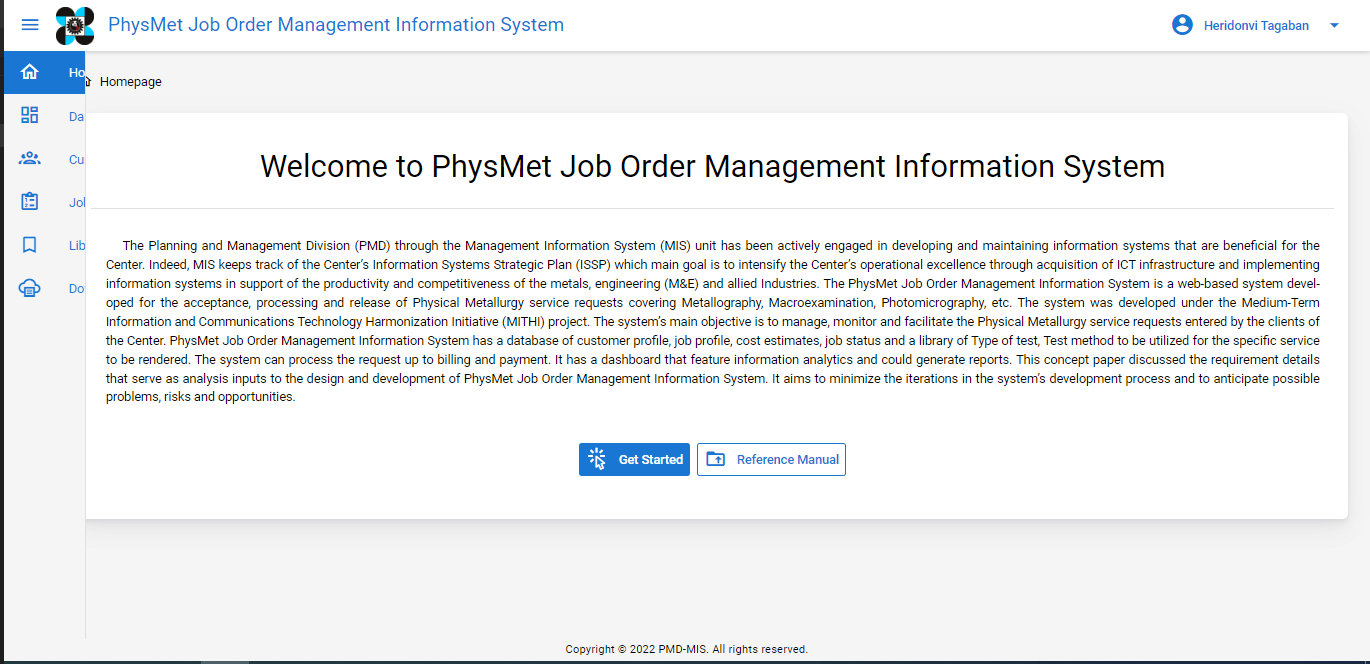 PhysMet Job Order Management Information System
Heridonvi Tagaban
Ho
Homepage
Da
Cu
Jol
Lib
Do
Welcome to PhysMet Job Order Management Information System
The Planning and Management Division (PMD) through the Management Information System (MIS) unit has been actively engaged in developing and maintaining information systems that are beneficial for the
Center. Indeed, MIS keeps track of the Center's Information Systems Strategic Plan (ISSP) which main goal is to intensify the Center's operational excellence through acquisition of ICT infrastructure and implementing
information systems in support of the productivity and competitiveness of the metals, engineering (M&E) and allied Industries. The PhysMet Job Order Management Information System is a web-based system devel-
oped for the acceptance, processing and release of Physical Metallurgy service requests covering Metallography, Macroexamination, Photomicrography, etc. The system was developed under the Medium-Term
Information and Communications Technology Harmonization Initiative (MITHI) project. The system's main objective is to manage, monitor and facilitate the Physical Metallurgy service requests entered by the clients of
the Center. PhysMet Job Order Management Information System has a database of customer profile, job profile, cost estimates, job status and a library of Type of test, Test method to be utilized for the specific service
to be rendered. The system can process the request up to billing and payment. It has a dashboard that feature information analytics and could generate reports. This concept paper discussed the requirement details
that serve as analysis inputs to the design and development of PhysMet Job Order Management Information System. It aims to minimize the iterations in the system's development process and to anticipate possible
problems, risks and opportunities.
Get Started
Reference Manual
Copyright © 2022 PMD-MIS. All rights reserved.